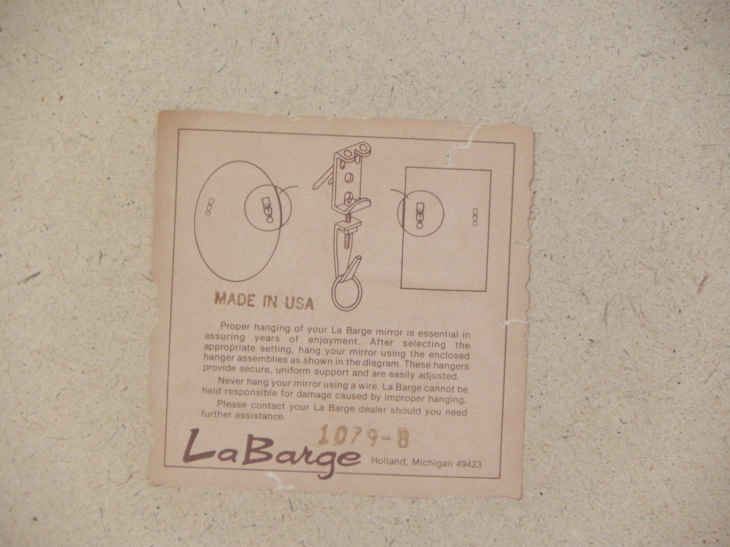 MADE IN USA
Proper hanging of your La Barge mirror is essential in
assuring years of enjoyment. After selecting the
appropriate setting, hang your mirror using the enclosed
hanger assemblies as shown in the diagram. These hangers
provide secure, uniform support and are easily adjusted.
Never hang your mirror using a wire. La Barge cannot be
held responsible for damage caused by improper hanging.
Please contact your La Barge dealer should you need
further assistance.
1079-B
LaBarge Holland, Michigan 49423